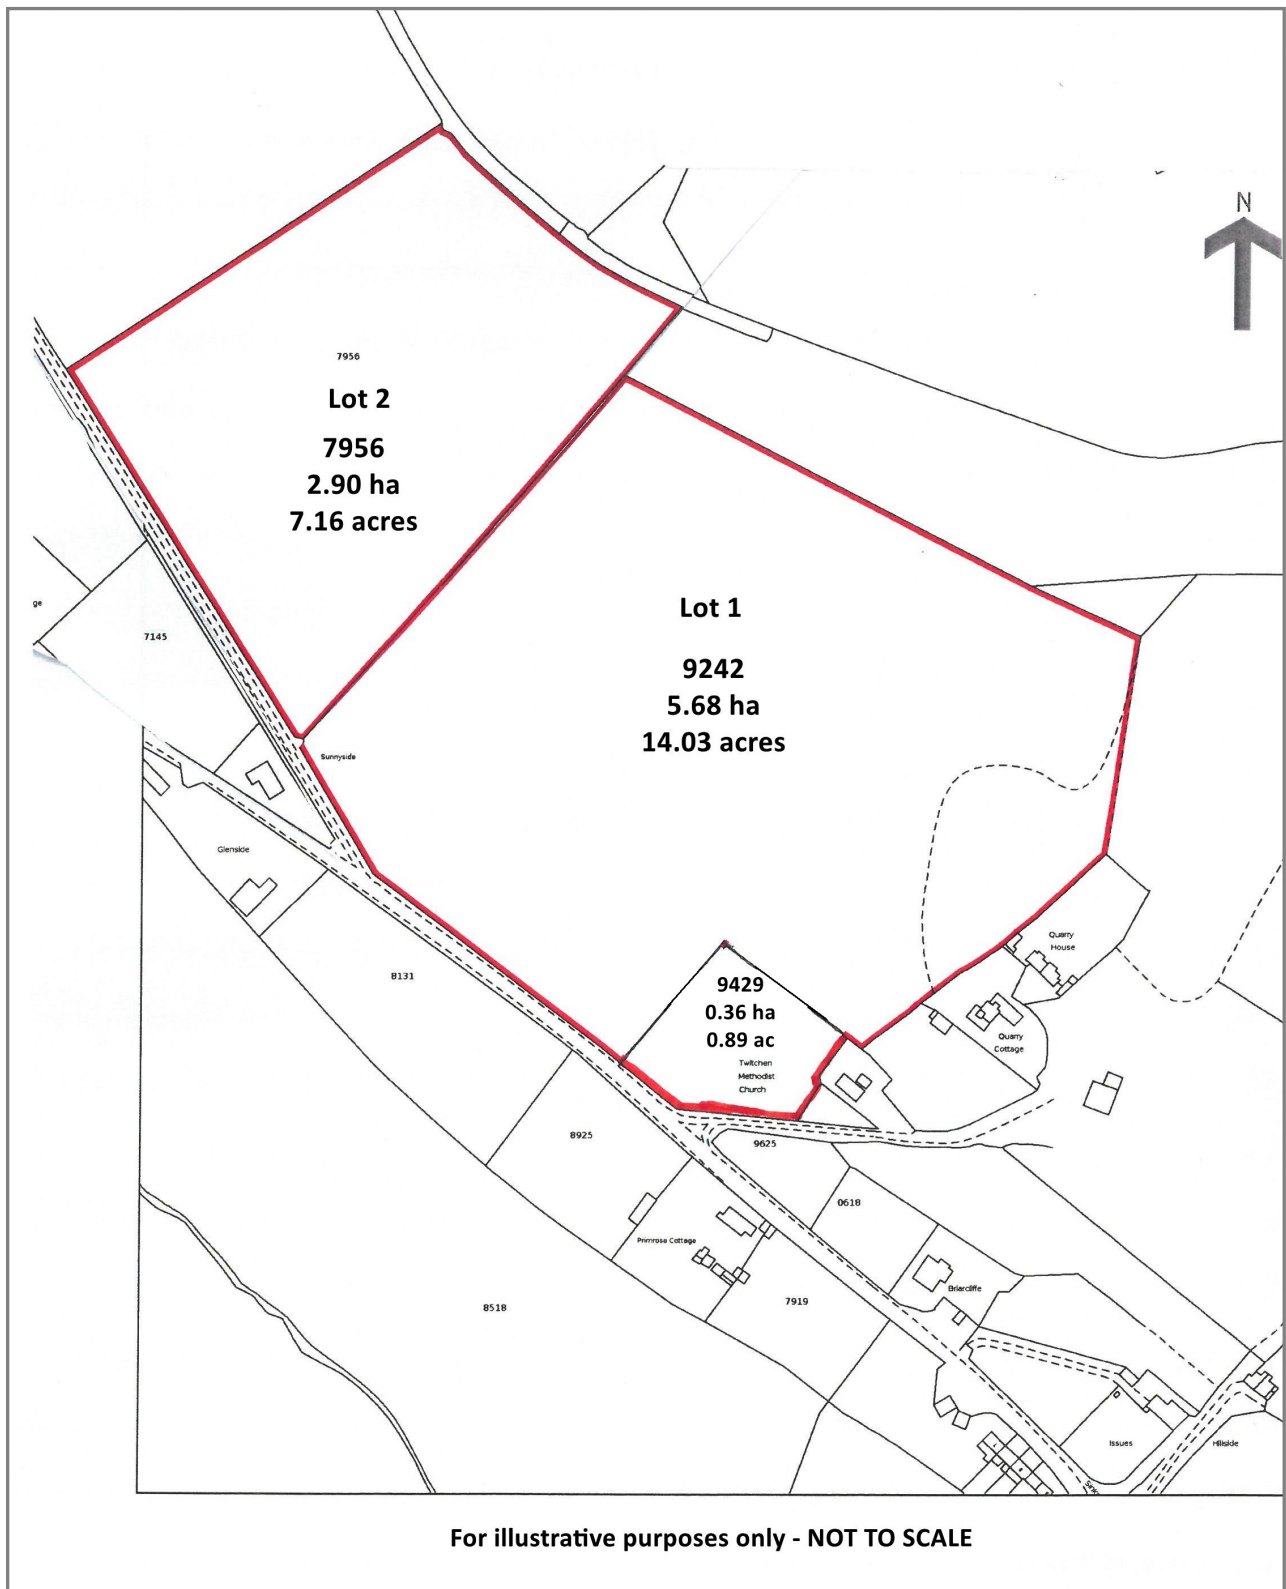 N
7956
Lot 2
7956
2.90 ha
7.16 acres
ge
7145
Lot 1
9242
5.68 ha
14.03 acres
Sunnyside
Glenside
8131
Quarry
House
9429
0.36 ha
0.89 ac
Twitchen
Methodist
Church
Quarry
Cottage
8925
9625
0618
Primrose Cottage
Briarcliffe
8518
7919
Issues
Hillside
For illustrative purposes only - NOT TO SCALE